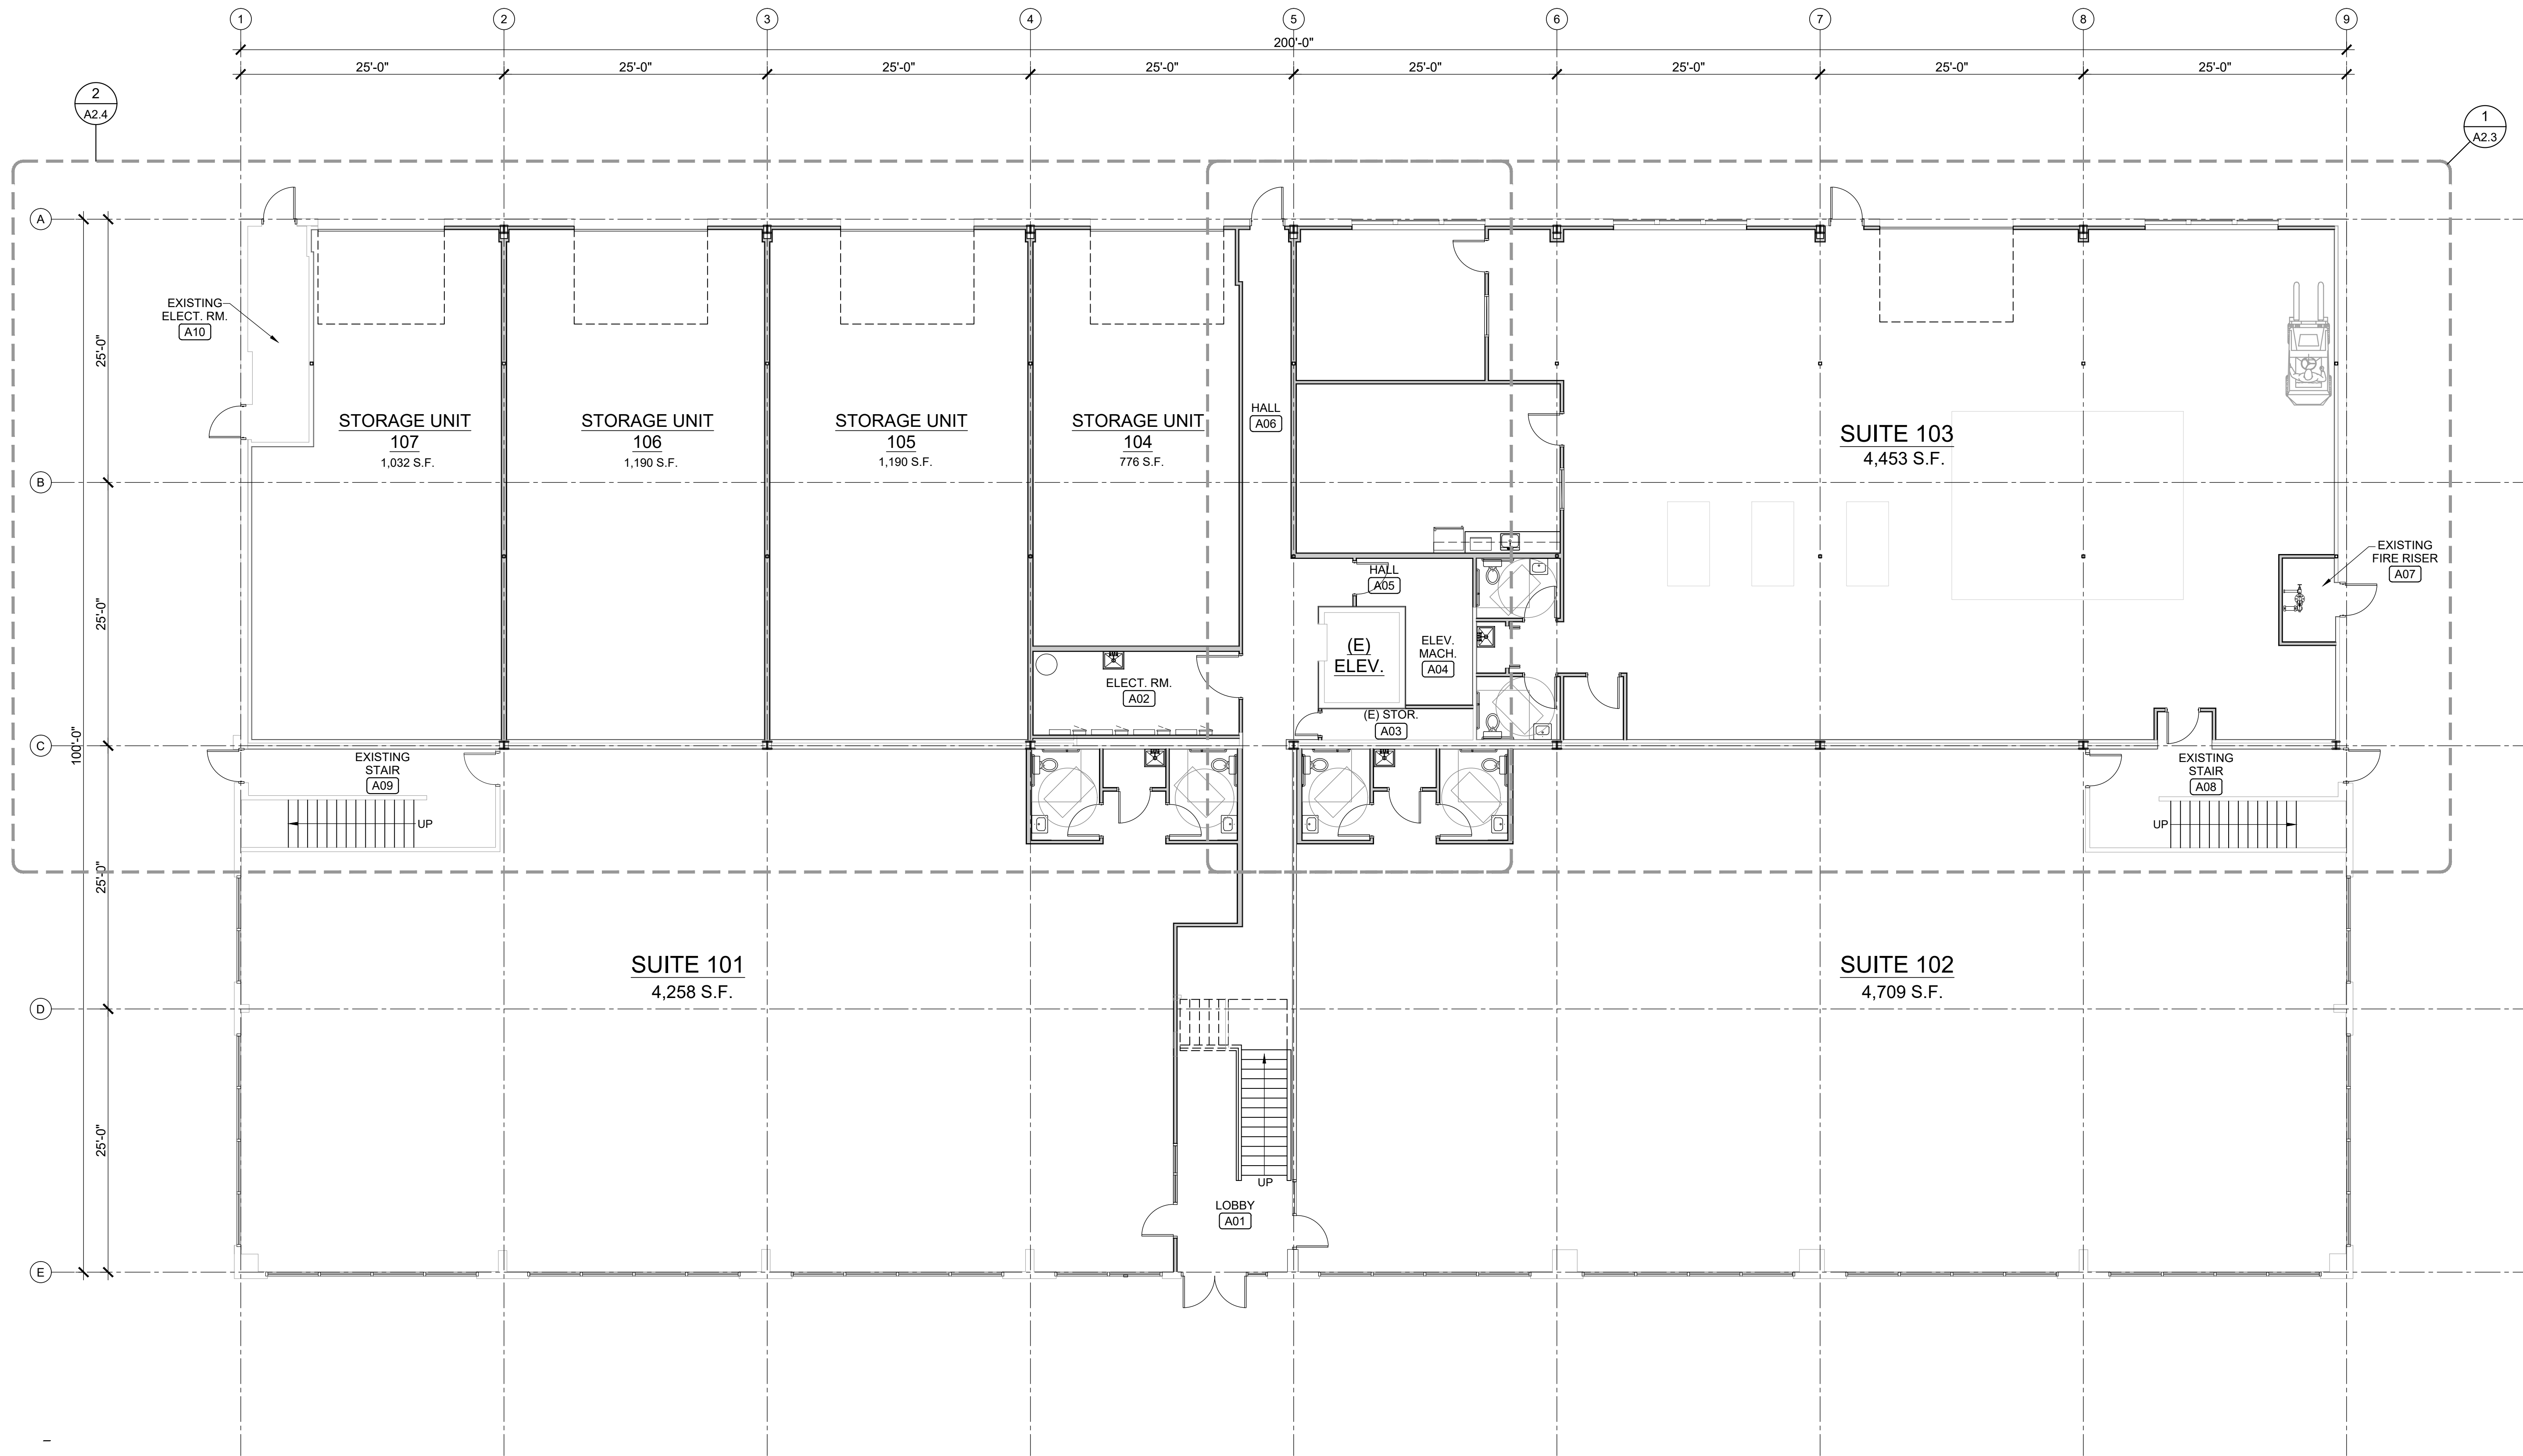 1 2 3 4 5 6 7 8 9
200'-0"
25'-0" 25'-0" 25'-0" 25'-0" 25'-0" 25'-0" 25'-0" 25'-0"
2
A2.4
1
A2.3
A
B
C
D
E
25'-0"
25'-0"
25'-0"
25'-0"
100'-0"
EXISTING
ELECT. RM.
A10
STORAGE UNIT
107
1,032 S.F.
STORAGE UNIT
106
1,190 S.F.
STORAGE UNIT
105
1,190 S.F.
STORAGE UNIT
104
776 S.F.
HALL
A06
SUITE 103
4,453 S.F.
EXISTING
FIRE RISER
A07
HALL
A05
(E)
ELEV.
ELEV.
MACH.
A04
ELECT. RM.
A02
(E) STOR.
A03
EXISTING
STAIR
A09
UP
EXISTING
STAIR
A08
UP
SUITE 101
4,258 S.F.
SUITE 102
4,709 S.F.
UP
LOBBY
A01